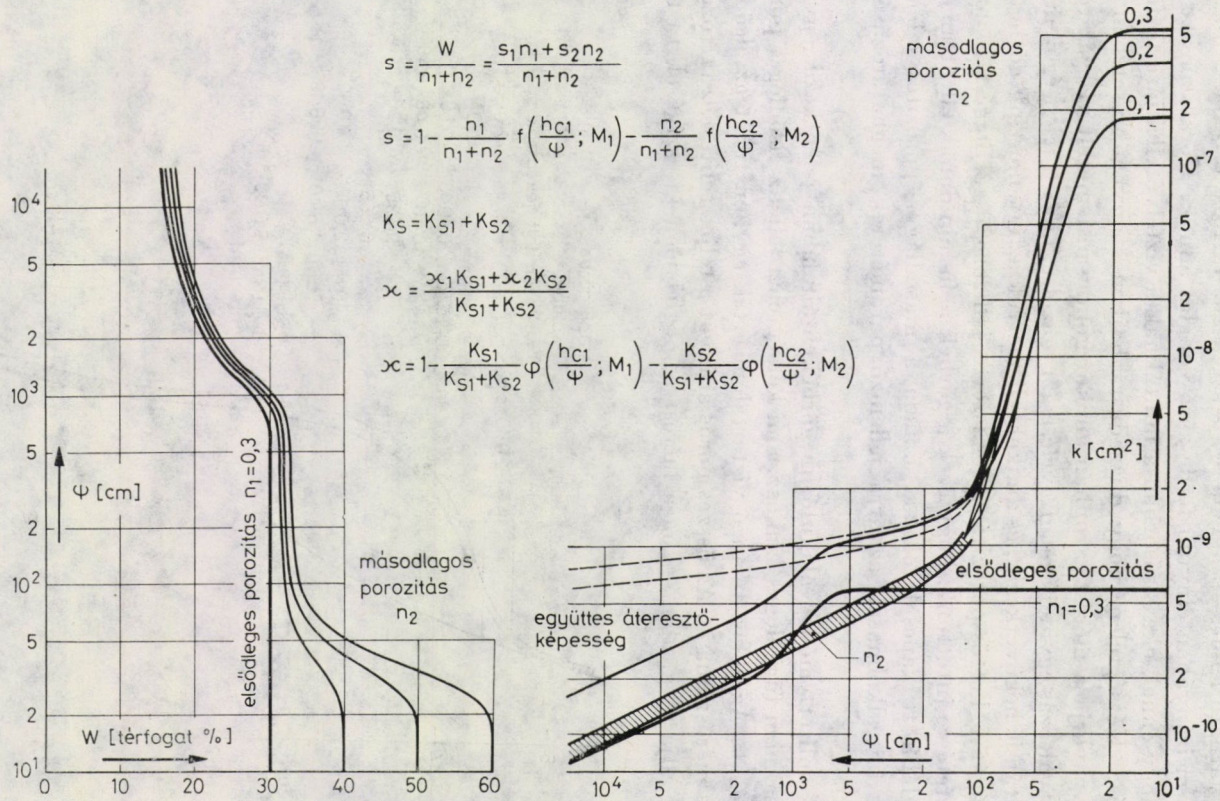 s = W / (n1+n2) = (s1n1+s2n2) / (n1+n2)
s = 1 - n1/(n1+n2) f(hC1/Ψ; M1) - n2/(n1+n2) f(hC2/Ψ; M2)
KS = KS1 + KS2
ϰ = (ϰ1KS1+ϰ2KS2) / (KS1+KS2)
ϰ = 1 - KS1/(KS1+KS2) φ(hC1/Ψ; M1) - KS2/(KS1+KS2) φ(hC2/Ψ; M2)
10⁴
5
2
10³
5
2
10²
5
2
10¹
Ψ [cm]
elsődleges porozitás n1=0,3
másodlagos
porozitás
n2
W [térfogat %]
0 10 20 30 40 50 60
másodlagos
porozitás
n2
0,3
0,2
0,1
5
2
10⁻⁷
5
2
10⁻⁸
5
k [cm²]
2
10⁻⁹
elsődleges porozitás
5
n1=0,3
együttes áteresztő-
képesség
n2
2
10⁻¹⁰
Ψ [cm]
10⁴ 5 2 10³ 5 2 10² 5 2 10¹